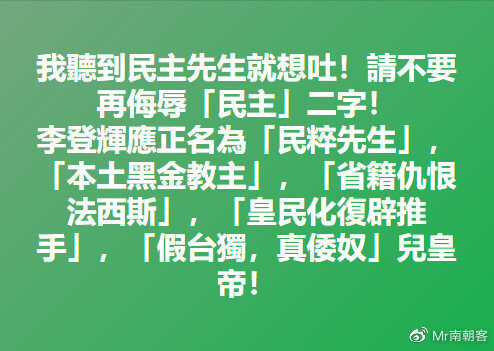 我聽到民主先生就想吐！請不要
再侮辱「民主」二字！
李登輝應正名為「民粹先生」，
「本土黑金教主」，「省籍仇恨
法西斯」，「皇民化復辟推
手」，「假台獨，真倭奴」兒皇
帝！
Mr南朝客